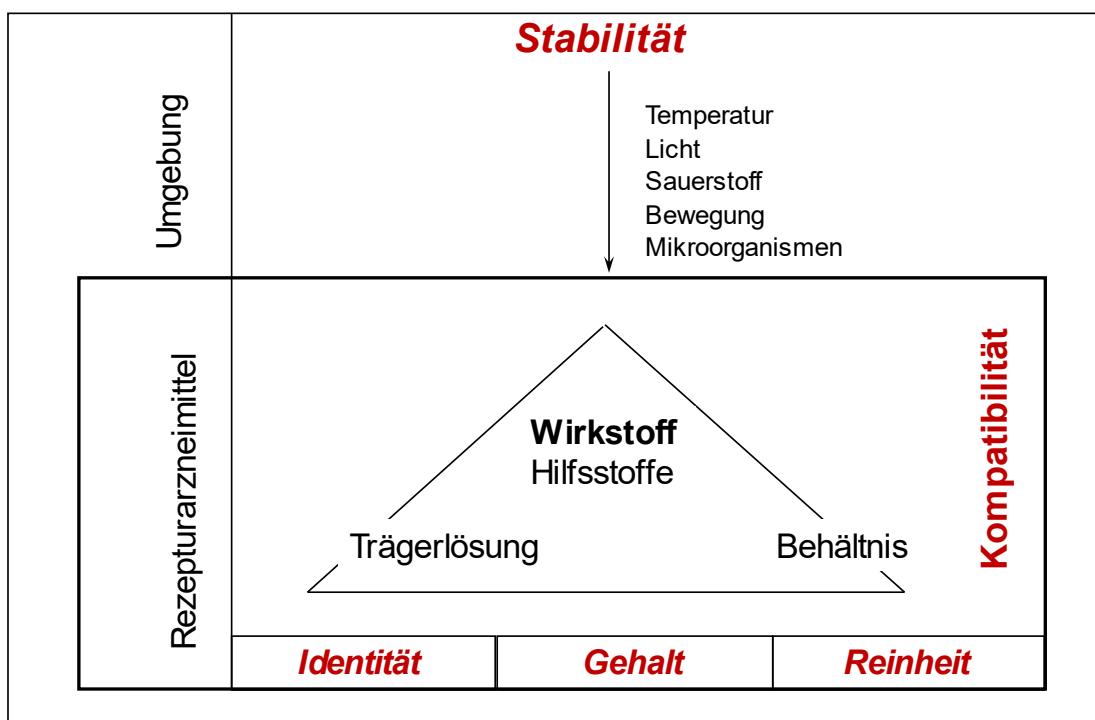 Stabilität
Umgebung
Temperatur
Licht
Sauerstoff
Bewegung
Mikroorganismen
Rezepturarzneimittel
Wirkstoff
Hilfsstoffe
Trägerlösung
Behältnis
Kompatibilität
Identität
Gehalt
Reinheit